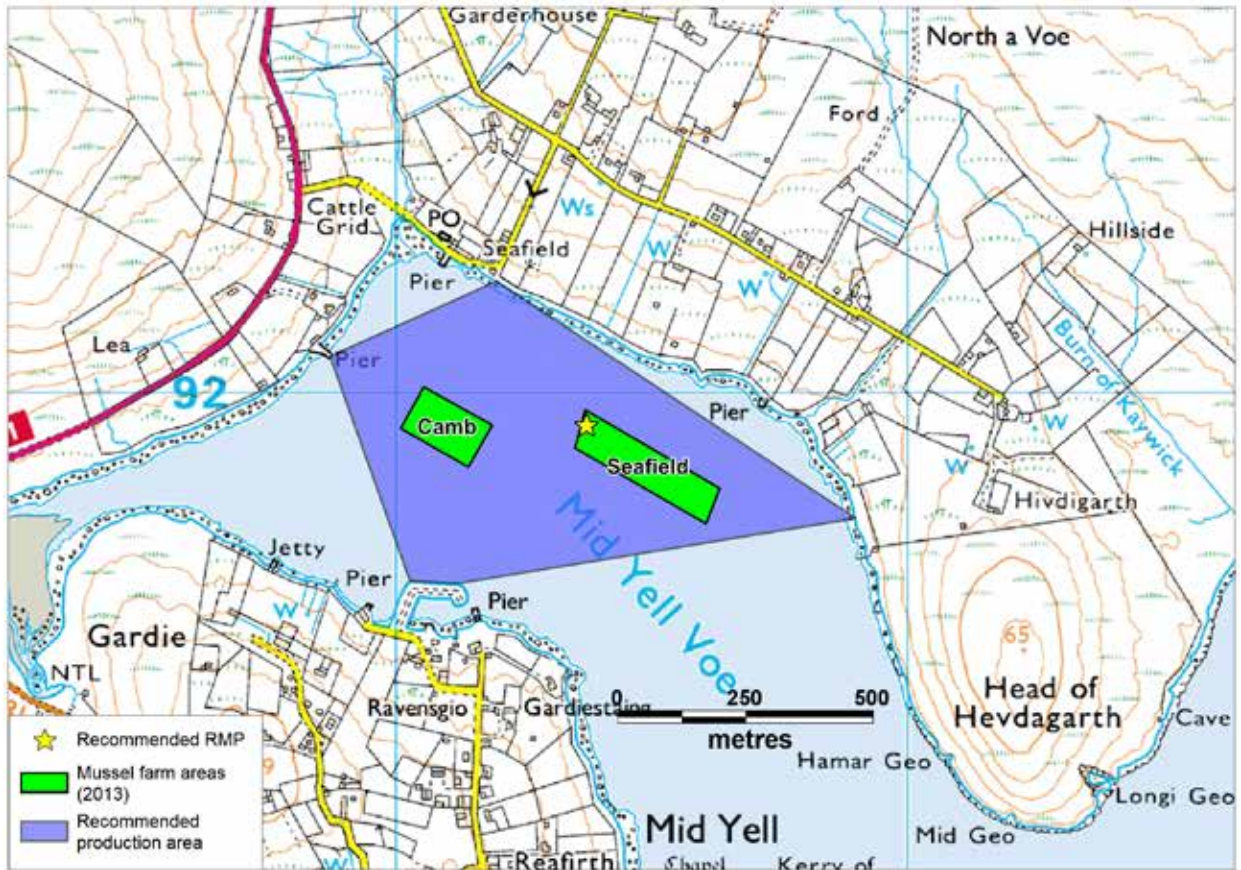 Garderhouse
North a Voe
Ford
Cattle
Grid
PO
Seafield
Ws
W
W
Hillside
Pier
Lea
Pier
92
Burn of Kaywick
Camb
Seafield
Pier
W
W
Hivdigarth
Mid Yell Voe
Jetty
Pier
Pier
W
Gardie
65
NTL
Ravensgio
Gardiestaing
0 250 500
metres
Head of
Hevdagarth
Cave
Hamar Geo
Longi Geo
Mid Yell
Mid Geo
Reafirth
Chapel
Kerry of
W
Recommended RMP
Mussel farm areas
(2013)
Recommended
production area